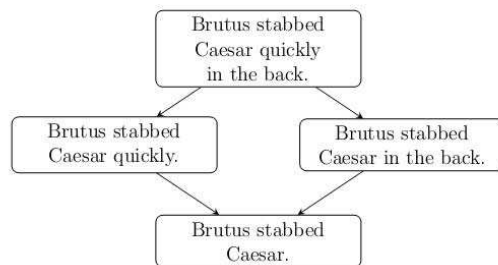 Brutus stabbed
Caesar quickly
in the back.
Brutus stabbed
Caesar quickly.
Brutus stabbed
Caesar in the back.
Brutus stabbed
Caesar.